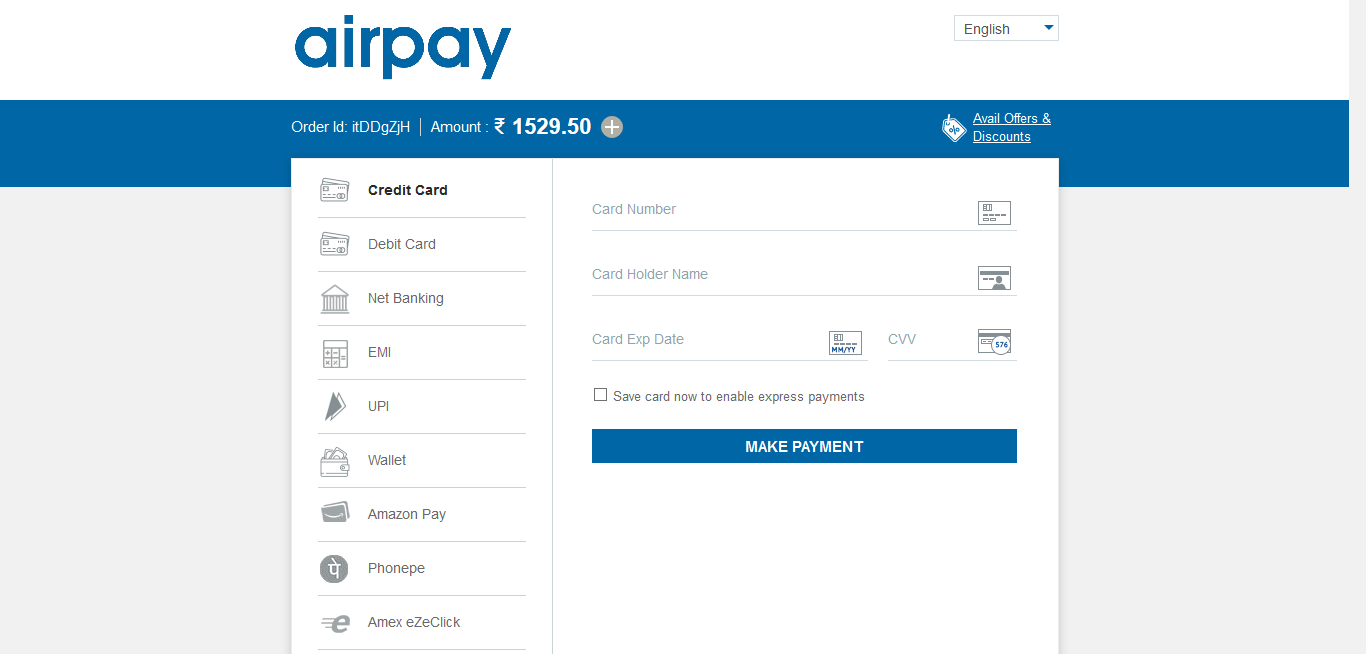 airpay
English
Order Id: itDDgZjH | Amount : ₹ 1529.50
Avail Offers &
Discounts
Credit Card
Debit Card
Net Banking
EMI
UPI
Wallet
Amazon Pay
पे
Phonepe
e
Amex eZeClick
Card Number
Card Holder Name
Card Exp Date
MM/YY
CVV
576
Save card now to enable express payments
MAKE PAYMENT